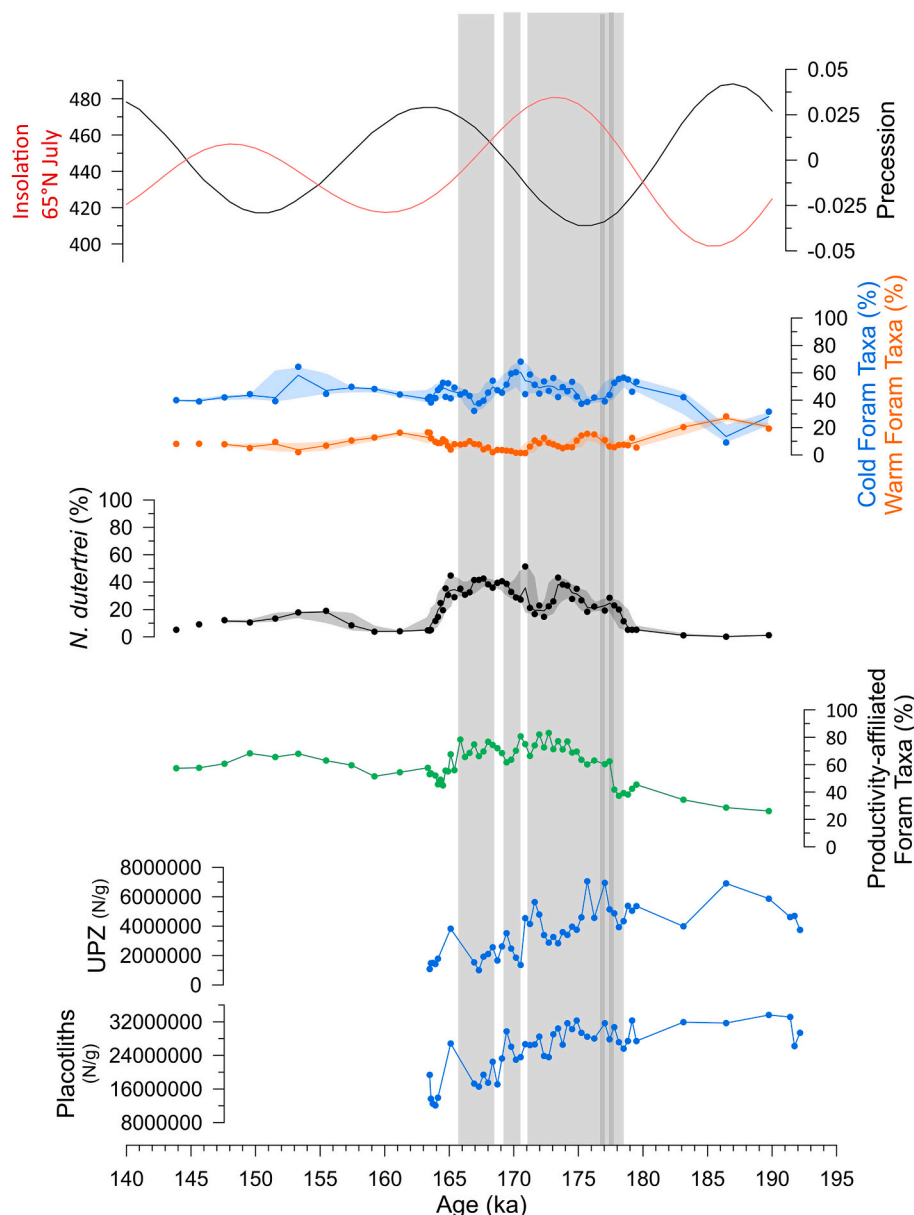 Insolation
65°N July
480
460
440
420
400
0.05
0.025
0
-0.025
-0.05
Precession
100
80
60
40
20
0
Cold Foram Taxa (%)
Warm Foram Taxa (%)
N. dutertrei (%)
100
80
60
40
20
0
100
80
60
40
20
0
Productivity-affiliated
Foram Taxa (%)
UPZ (N/g)
8000000
6000000
4000000
2000000
0
Placotliths
(N/g)
32000000
24000000
16000000
8000000
140 145 150 155 160 165 170 175 180 185 190 195
Age (ka)